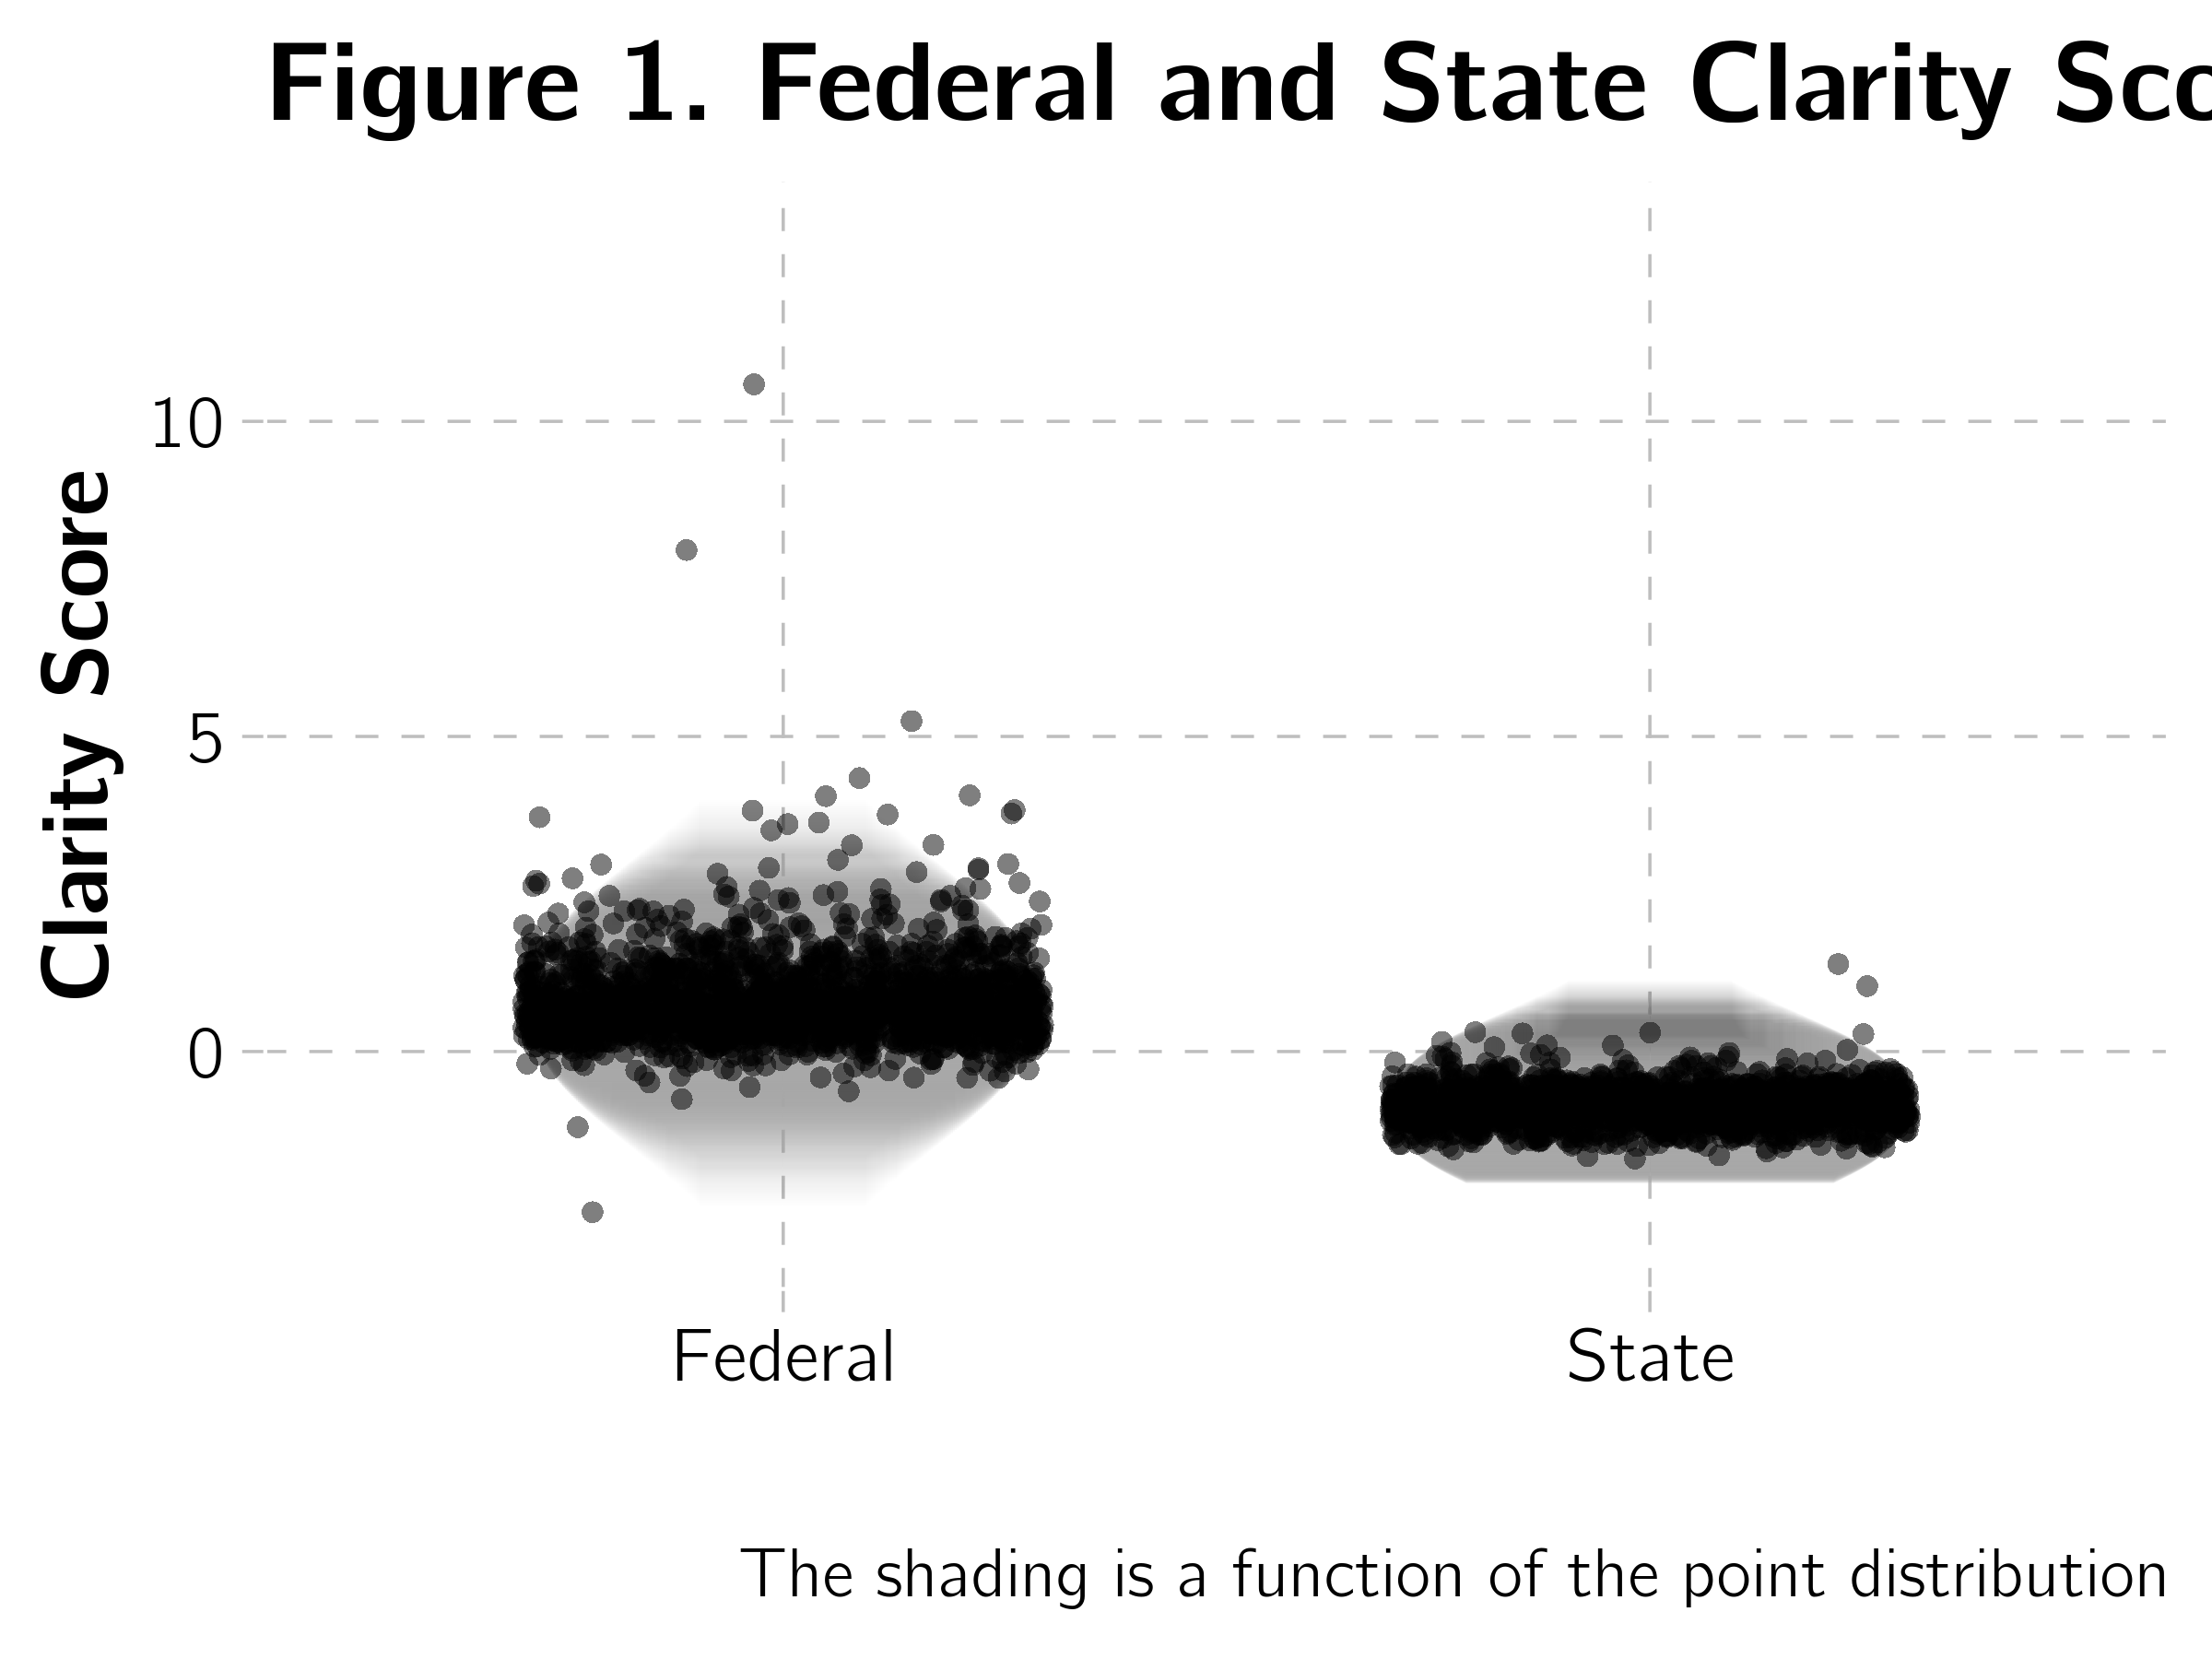 Figure 1. Federal and State Clarity Sco
Clarity Score
10
5
0
Federal
State
The shading is a function of the point distribution